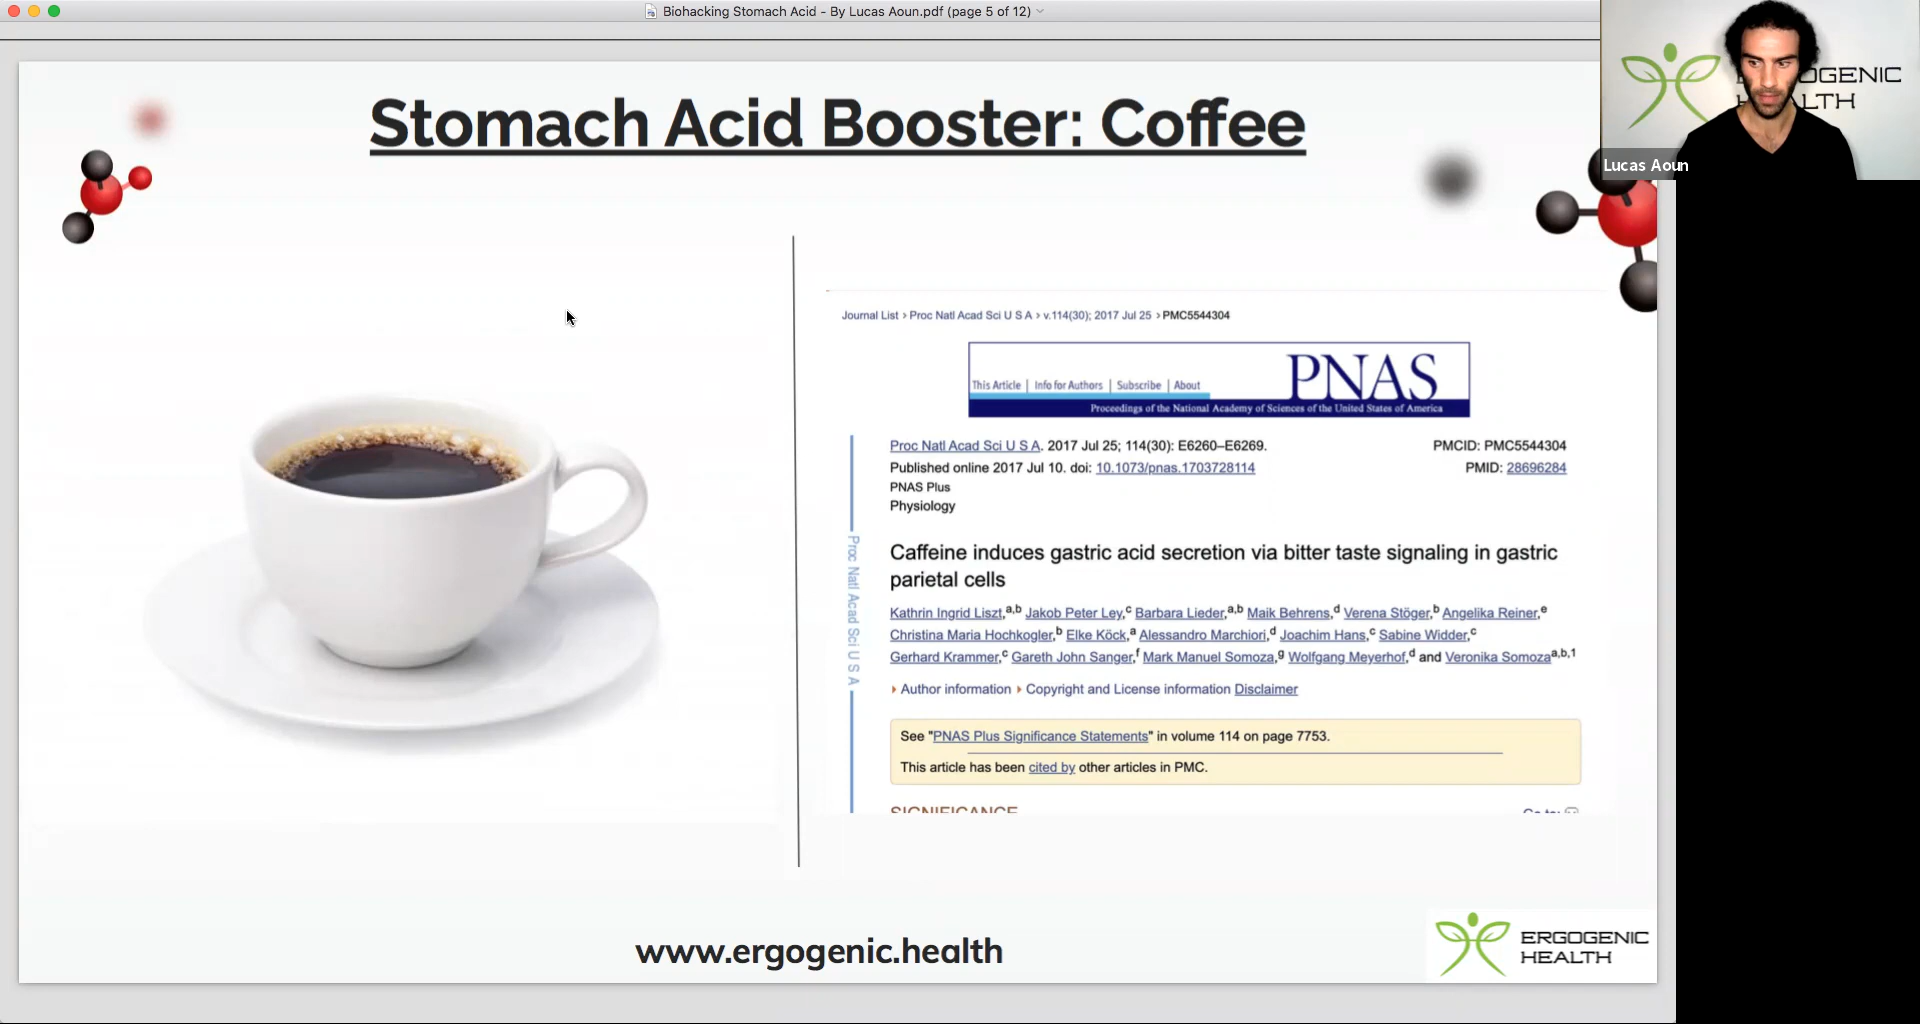 Biohacking Stomach Acid - By Lucas Aoun.pdf (page 5 of 12)
Stomach Acid Booster: Coffee
OGENIC
LTH
Lucas Aoun
Journal List › Proc Natl Acad Sci U S A › v.114(30); 2017 Jul 25 › PMC5544304
PNAS
This Article | Info for Authors | Subscribe | About
Proceedings of the National Academy of Sciences of the United States of America
Proc Natl Acad Sci U S A
Proc Natl Acad Sci U S A. 2017 Jul 25; 114(30): E6260–E6269.
PMCID: PMC5544304
Published online 2017 Jul 10. doi: 10.1073/pnas.1703728114
PMID: 28696284
PNAS Plus
Physiology
Caffeine induces gastric acid secretion via bitter taste signaling in gastric
parietal cells
Kathrin Ingrid Liszt,a,b Jakob Peter Ley,c Barbara Lieder,a,b Maik Behrens,d Verena Stöger,b Angelika Reiner,e
Christina Maria Hochkogler,b Elke Köck,a Alessandro Marchiori,d Joachim Hans,c Sabine Widder,c
Gerhard Krammer,c Gareth John Sanger,f Mark Manuel Somoza,g Wolfgang Meyerhof,d and Veronika Somozaa,b,1
Author information Copyright and License information Disclaimer
See "PNAS Plus Significance Statements" in volume 114 on page 7753.
This article has been cited by other articles in PMC.
SIGNIFICANCE
Go to:
www.ergogenic.health
ERGOGENIC
HEALTH